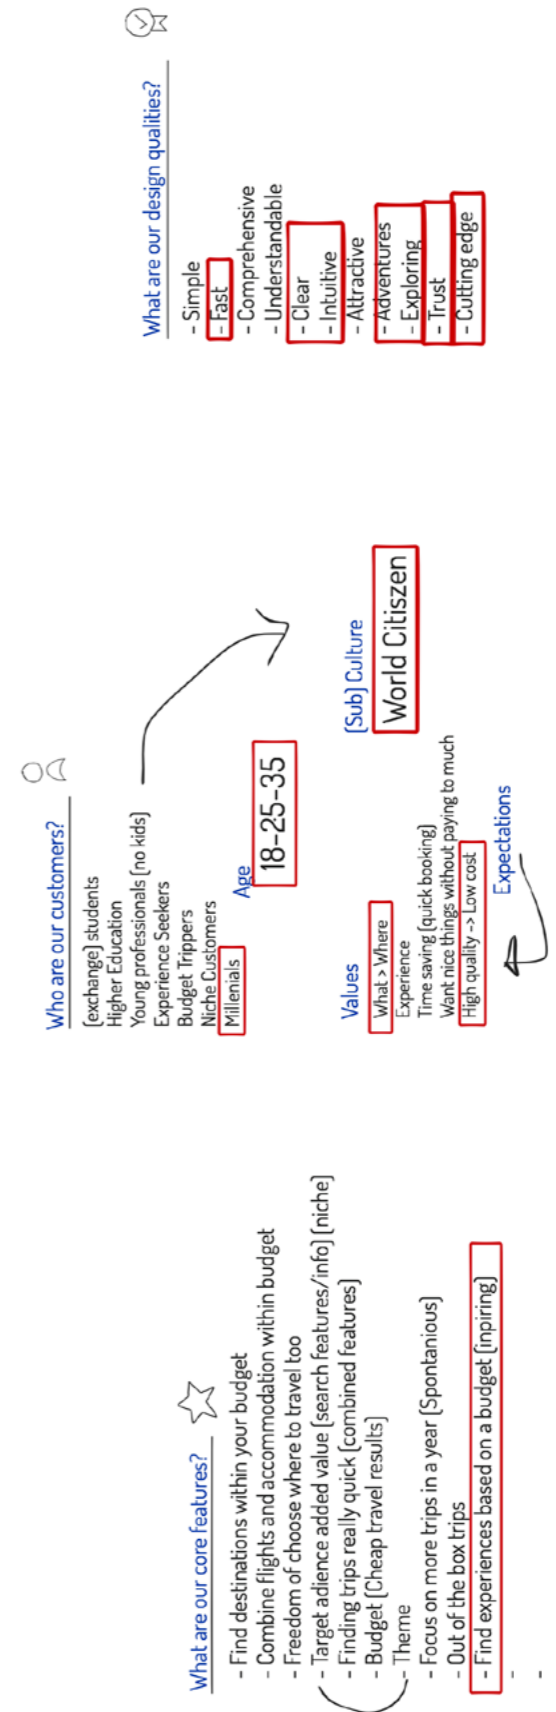 What are our core features?
- Find destinations within your budget
- Combine flights and accommodation within budget
- Freedom of choose where to travel too
- Target adience added value (search features/info) (niche)
- Finding trips really quick (combined features)
- Budget (Cheap travel results)
- Theme
- Focus on more trips in a year (Spontanious)
- Out of the box trips
- Find experiences based on a budget (inpiring)
-
-
Who are our customers?
(exchange) students
Higher Education
Young professionals (no kids)
Experience Seekers
Budget Trippers
Niche Customers
Millenials
Age
18-25-35
Values
What > Where
Experience
Time saving (quick booking)
Want nice things without paying to much
High quality -> Low cost
Expectations
(Sub) Culture
World Citiszen
What are our design qualities?
- Simple
- Fast
- Comprehensive
- Understandable
- Clear
- Intuitive
- Attractive
- Adventures
- Exploring
- Trust
- Cutting edge